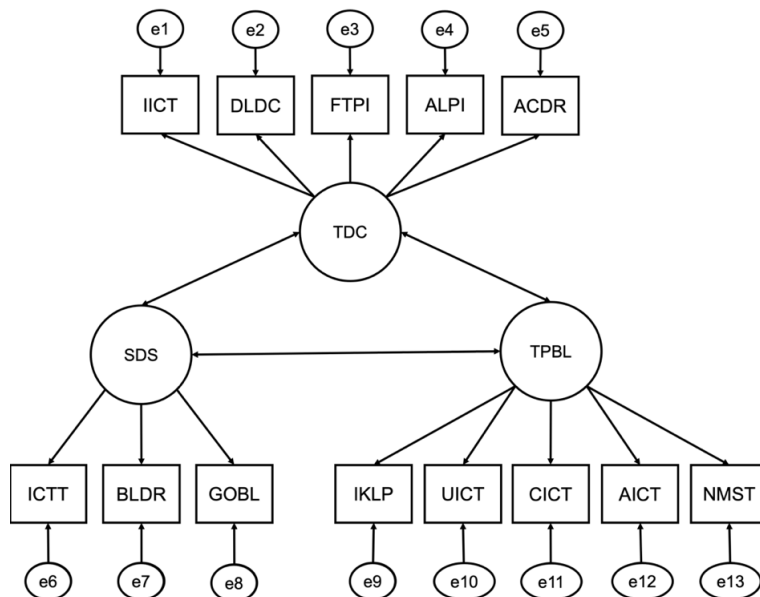 e1 e2 e3 e4 e5
IICT DLDC FTPI ALPI ACDR
TDC
SDS TPBL
ICTT BLDR GOBL IKLP UICT CICT AICT NMST
e6 e7 e8 e9 e10 e11 e12 e13